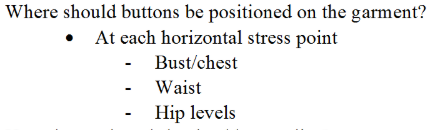 Where should buttons be positioned on the garment?
• At each horizontal stress point
- Bust/chest
- Waist
- Hip levels